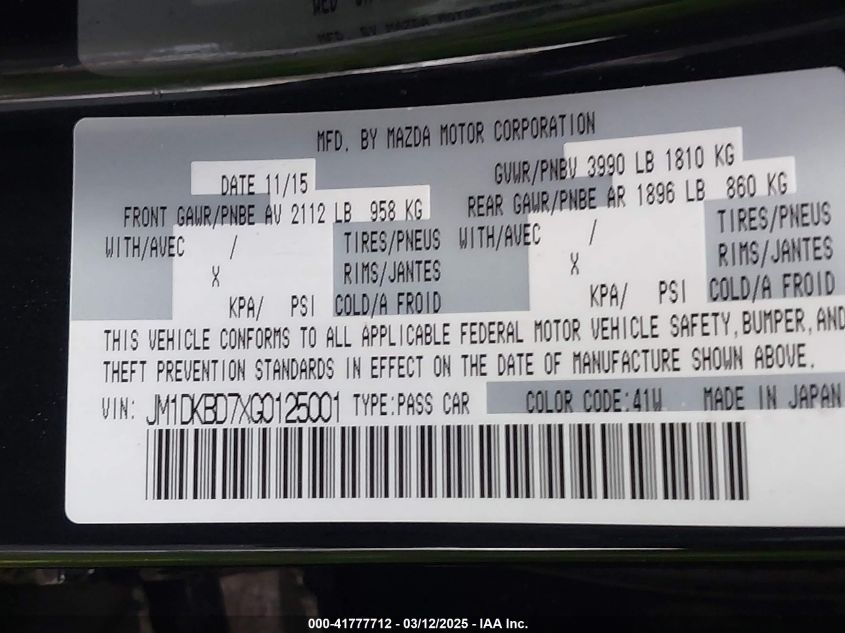 MFD. BY MAZDA MOTOR CORPORATION
DATE 11/15 GVWR/PNBV 3990 LB 1810 KG
FRONT GAWR/PNBE AV 2112 LB 958 KG REAR GAWR/PNBE AR 1896 LB 860 KG
WITH/AVEC / TIRES/PNEUS WITH/AVEC / TIRES/PNEUS
X RIMS/JANTES X RIMS/JANTES
KPA/ PSI COLD/A FROID KPA/ PSI COLD/A FROID
THIS VEHICLE CONFORMS TO ALL APPLICABLE FEDERAL MOTOR VEHICLE SAFETY, BUMPER, AND
THEFT PREVENTION STANDARDS IN EFFECT ON THE DATE OF MANUFACTURE SHOWN ABOVE.
VIN: JM1DKBD7XG0125001 TYPE:PASS CAR COLOR CODE:41W MADE IN JAPAN
000-41777712 - 03/12/2025 - IAA Inc.